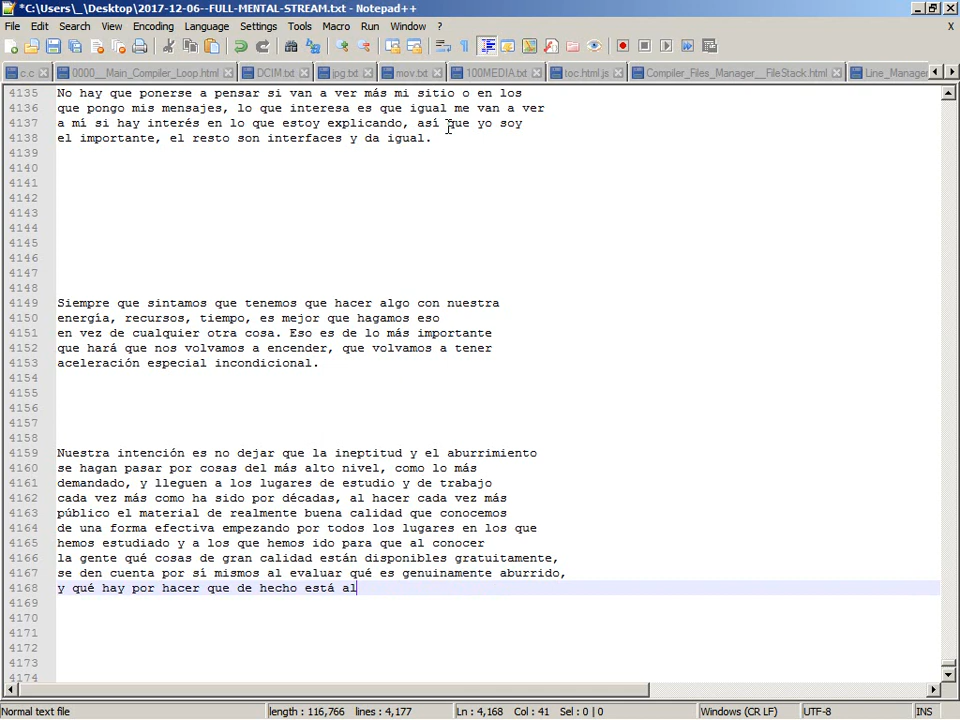 *C:\Users\_\Desktop\2017-12-06--FULL-MENTAL-STREAM.txt - Notepad++
File Edit Search View Encoding Language Settings Tools Macro Run Window ?
X
c.c 0000__Main_Compiler_Loop.html DCIM.txt jpg.txt mov.txt 100MEDIA.txt toc.html.js Compiler_Files_Manager__FileStack.html Line_Manager
4135 No hay que ponerse a pensar si van a ver más mi sitio o en los
4136 que pongo mis mensajes, lo que interesa es que igual me van a ver
4137 a mí si hay interés en lo que estoy explicando, así que yo soy
4138 el importante, el resto son interfaces y da igual.
4139
4140
4141
4142
4143
4144
4145
4146
4147
4148
4149 Siempre que sintamos que tenemos que hacer algo con nuestra
4150 energía, recursos, tiempo, es mejor que hagamos eso
4151 en vez de cualquier otra cosa. Eso es de lo más importante
4152 que hará que nos volvamos a encender, que volvamos a tener
4153 aceleración especial incondicional.
4154
4155
4156
4157
4158
4159 Nuestra intención es no dejar que la ineptitud y el aburrimiento
4160 se hagan pasar por cosas del más alto nivel, como lo más
4161 demandado, y lleguen a los lugares de estudio y de trabajo
4162 cada vez más como ha sido por décadas, al hacer cada vez más
4163 público el material de realmente buena calidad que conocemos
4164 de una forma efectiva empezando por todos los lugares en los que
4165 hemos estudiado y a los que hemos ido para que al conocer
4166 la gente qué cosas de gran calidad están disponibles gratuitamente,
4167 se den cuenta por sí mismos al evaluar qué es genuinamente aburrido,
4168 y qué hay por hacer que de hecho está al
4169
4170
4171
4172
4173
4174
Normal text file length : 116,766 lines : 4,177 Ln : 4,168 Col : 41 Sel : 0 | 0 Windows (CR LF) UTF-8 INS